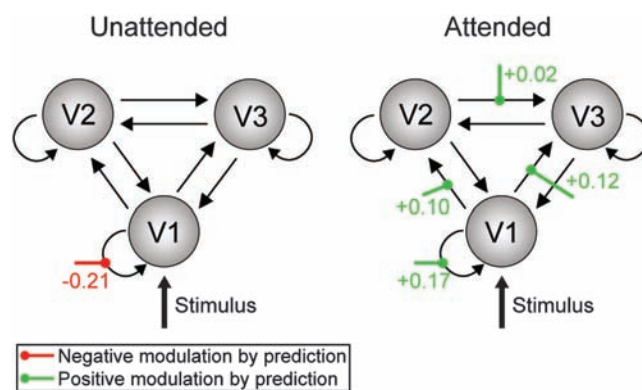 Unattended
V2
V3
V1
-0.21
Stimulus
Attended
+0.02
V2
V3
+0.12
+0.10
V1
+0.17
Stimulus
Negative modulation by prediction
Positive modulation by prediction